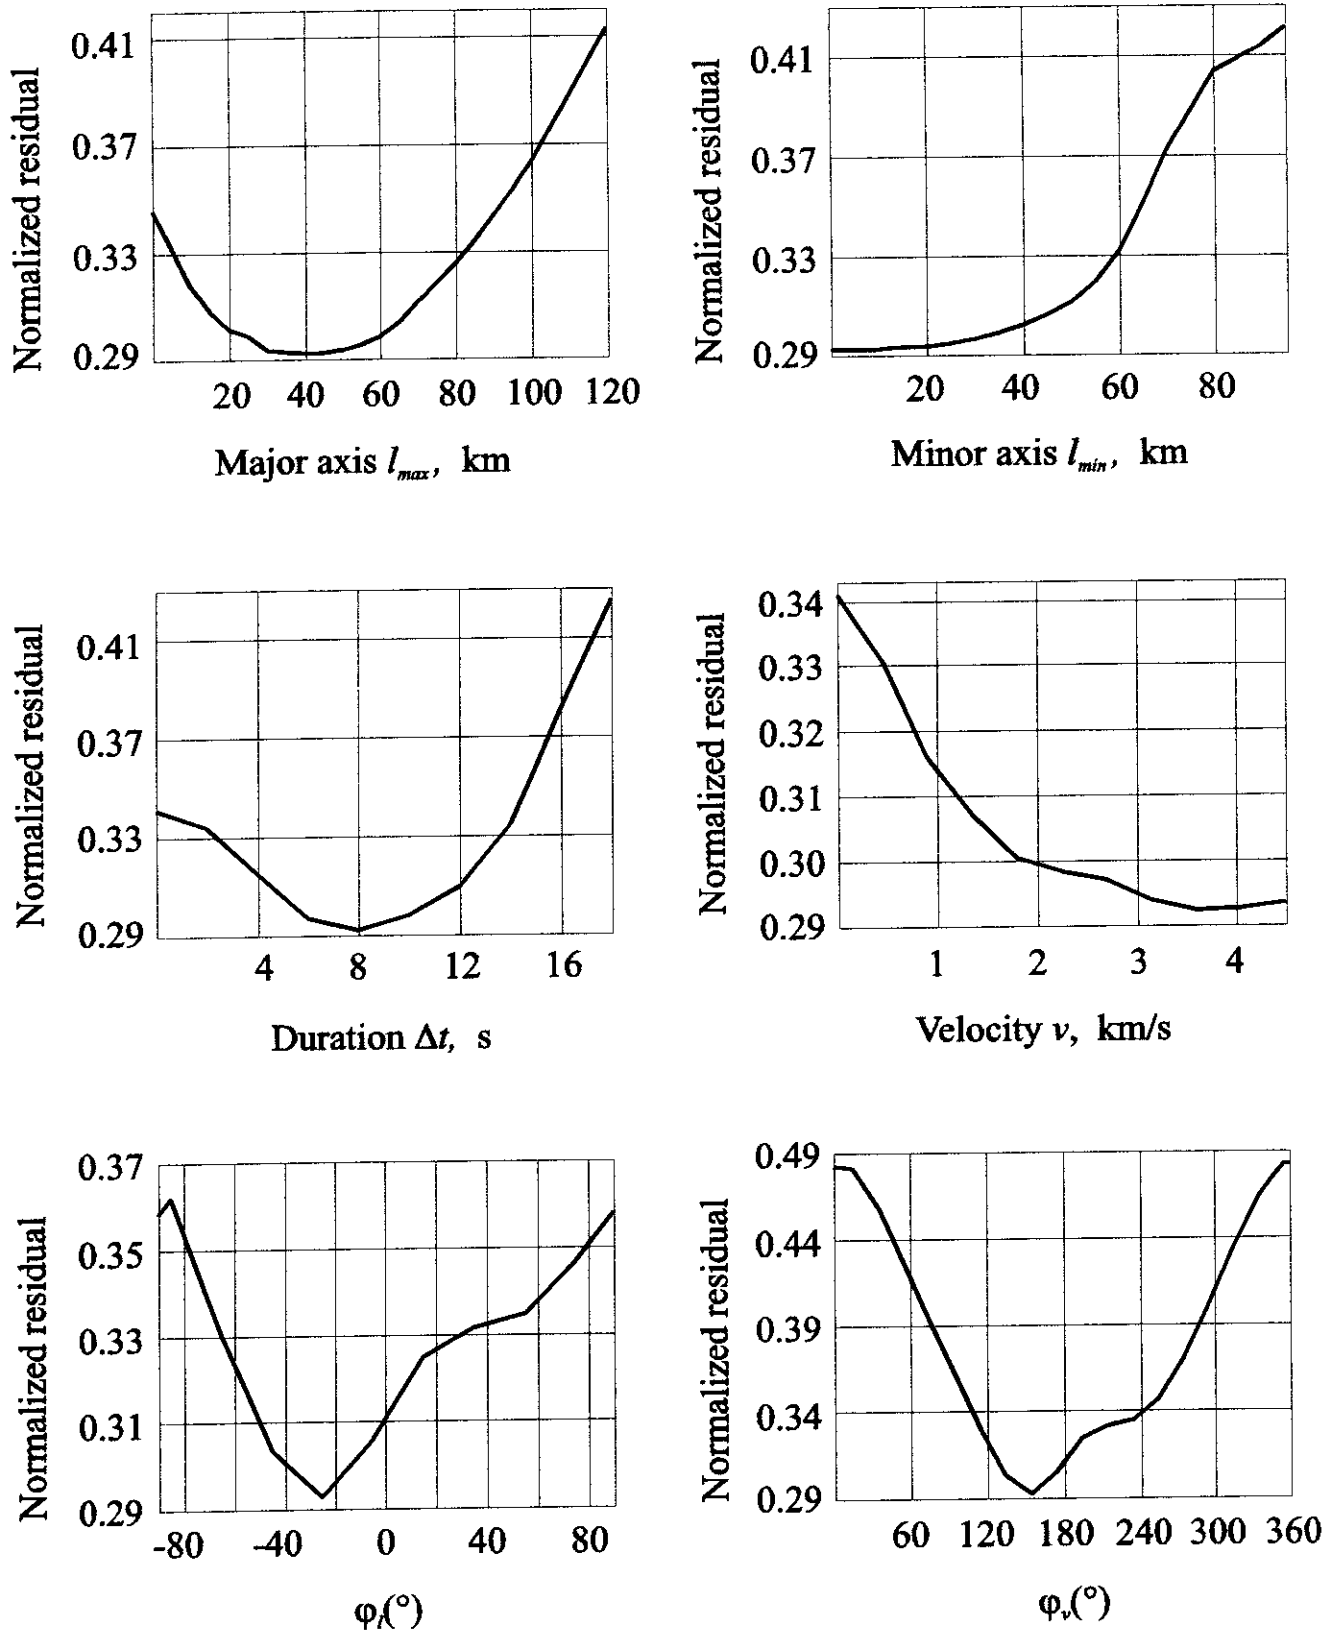 Normalized residual
0.41
0.37
0.33
0.29
20 40 60 80 100 120
Major axis l_max, km
Normalized residual
0.41
0.37
0.33
0.29
20 40 60 80
Minor axis l_min, km
Normalized residual
0.41
0.37
0.33
0.29
4 8 12 16
Duration Δt, s
Normalized residual
0.34
0.33
0.32
0.31
0.30
0.29
1 2 3 4
Velocity v, km/s
Normalized residual
0.37
0.35
0.33
0.31
0.29
-80 -40 0 40 80
φ_l(°)
Normalized residual
0.49
0.44
0.39
0.34
0.29
60 120 180 240 300 360
φ_v(°)